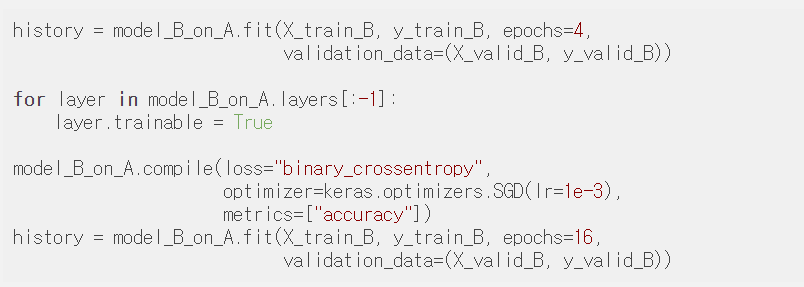 history = model_B_on_A.fit(X_train_B, y_train_B, epochs=4,
                           validation_data=(X_valid_B, y_valid_B))

for layer in model_B_on_A.layers[:-1]:
    layer.trainable = True

model_B_on_A.compile(loss="binary_crossentropy",
                     optimizer=keras.optimizers.SGD(lr=1e-3),
                     metrics=["accuracy"])
history = model_B_on_A.fit(X_train_B, y_train_B, epochs=16,
                           validation_data=(X_valid_B, y_valid_B))